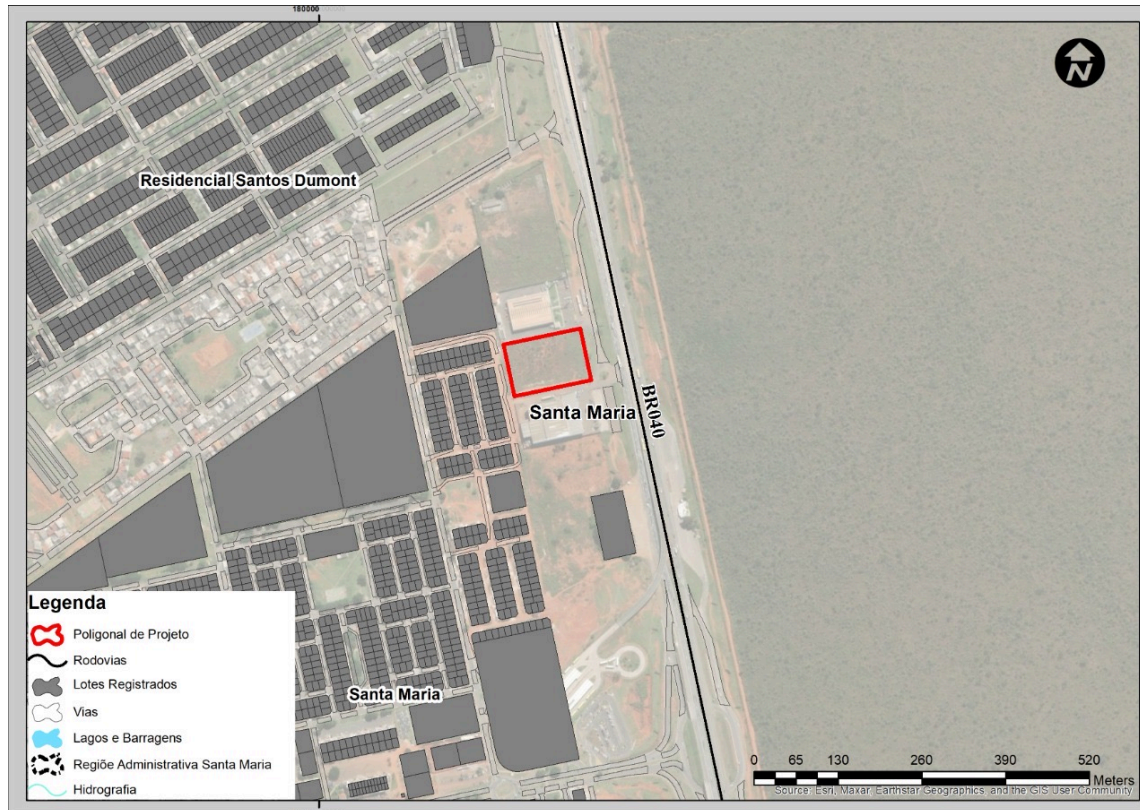 180000
N
Residencial Santos Dumont
Santa Maria
BR040
Santa Maria
Legenda
Poligonal de Projeto
Rodovias
Lotes Registrados
Vias
Lagos e Barragens
Regiõe Administrativa Santa Maria
Hidrografia
0 65 130 260 390 520
Meters
Source: Esri, Maxar, Earthstar Geographics, and the GIS User Community